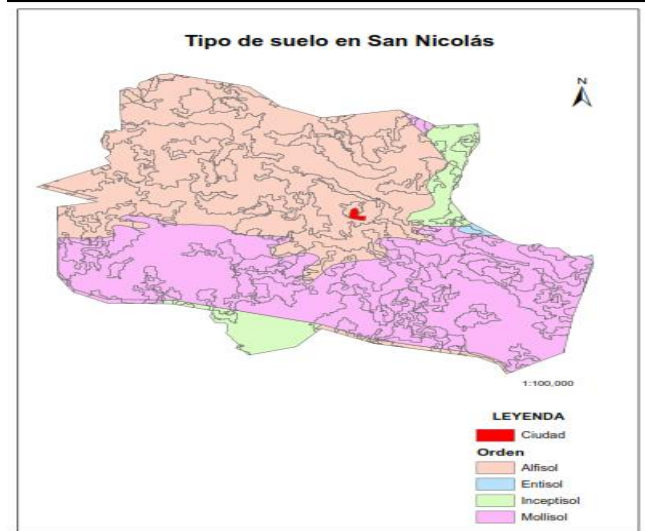 Tipo de suelo en San Nicolás
N
1:100,000
LEYENDA
Ciudad
Orden
Alfisol
Entisol
Inceptisol
Mollisol